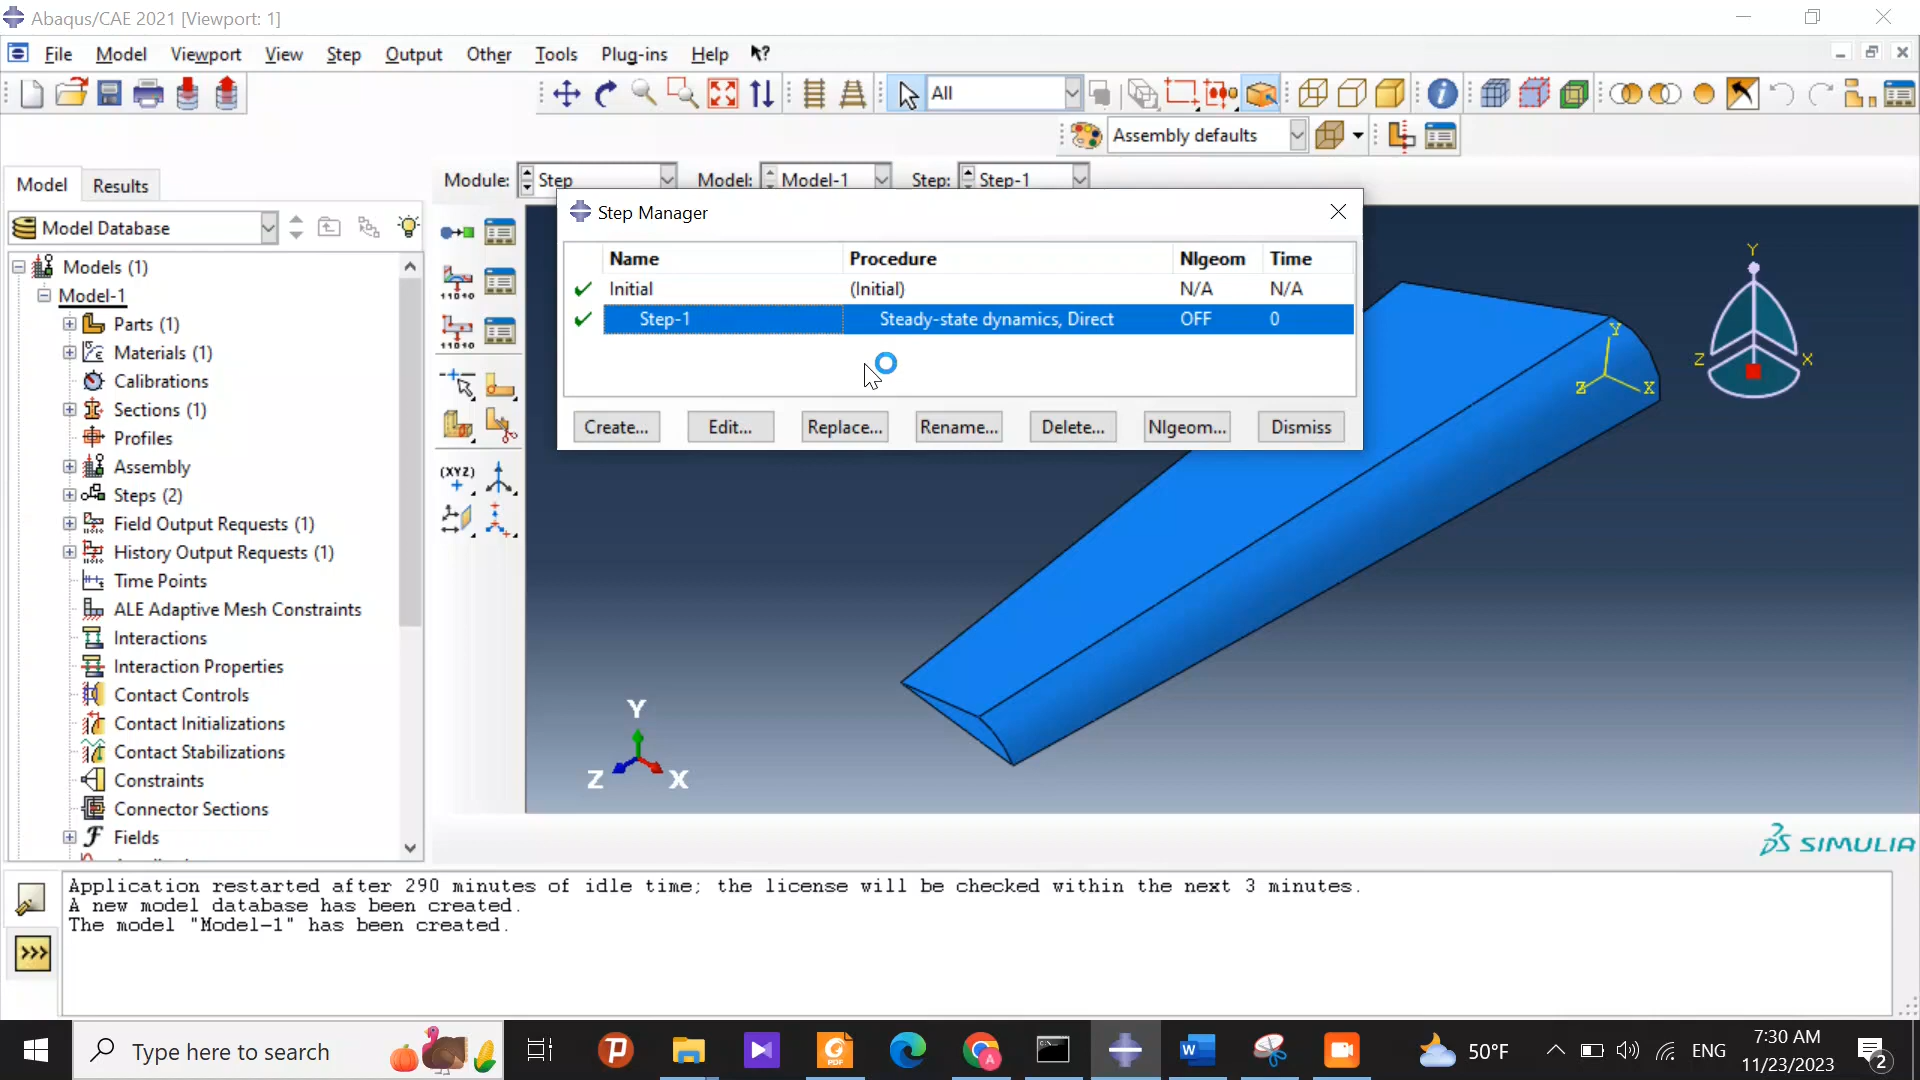 Abaqus/CAE 2021 [Viewport: 1]
File Model Viewport View Step Output Other Tools Plug-ins Help
All
Assembly defaults
Model Results
Module: Step Model: Model-1 Step: Step-1
Model Database
Step Manager
Name Procedure Nlgeom Time
Initial (Initial) N/A N/A
Step-1 Steady-state dynamics, Direct OFF 0
Create... Edit... Replace... Rename... Delete... Nlgeom... Dismiss
Models (1)
Model-1
Parts (1)
Materials (1)
Calibrations
Sections (1)
Profiles
Assembly
Steps (2)
Field Output Requests (1)
History Output Requests (1)
Time Points
ALE Adaptive Mesh Constraints
Interactions
Interaction Properties
Contact Controls
Contact Initializations
Contact Stabilizations
Constraints
Connector Sections
Fields
(XYZ)
Y
Z X
Y
Z X
Y
Z X
SIMULIA
Application restarted after 290 minutes of idle time; the license will be checked within the next 3 minutes.
A new model database has been created.
The model "Model-1" has been created.
Type here to search
50°F
ENG
7:30 AM
11/23/2023
2